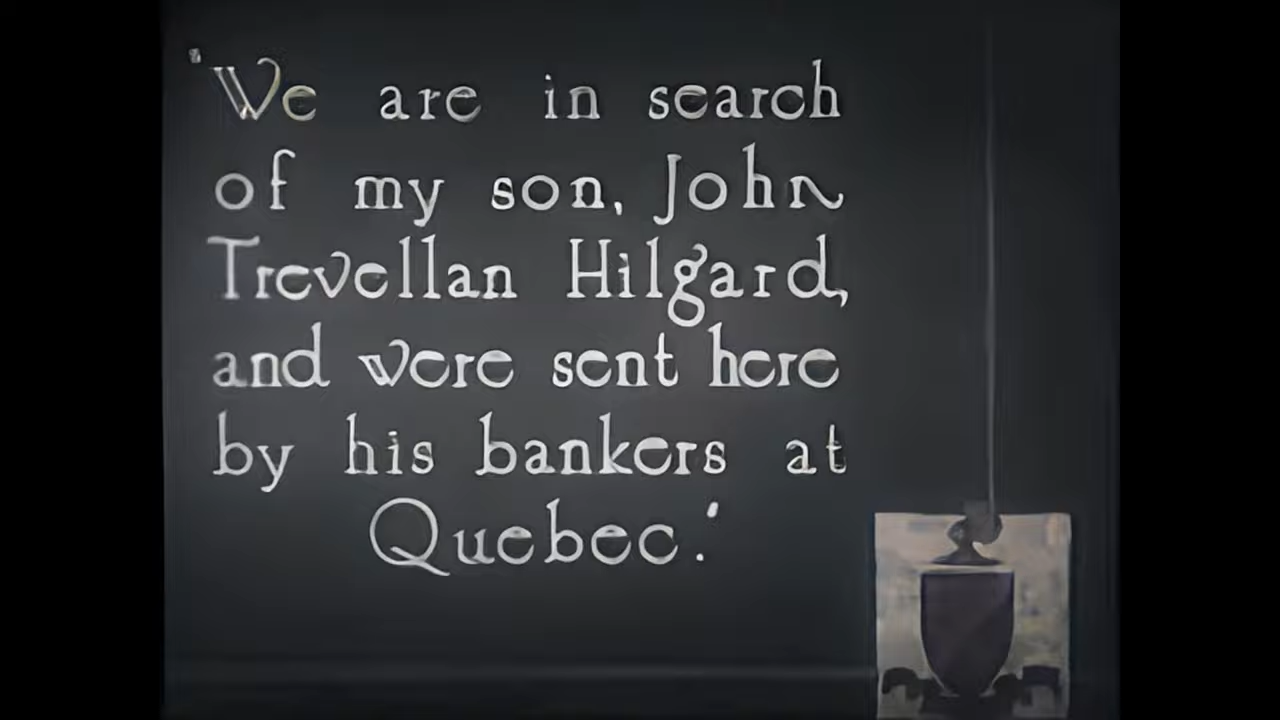 'We are in search
of my son, John
Trevellan Hilgard,
and were sent here
by his bankers at
Quebec.'